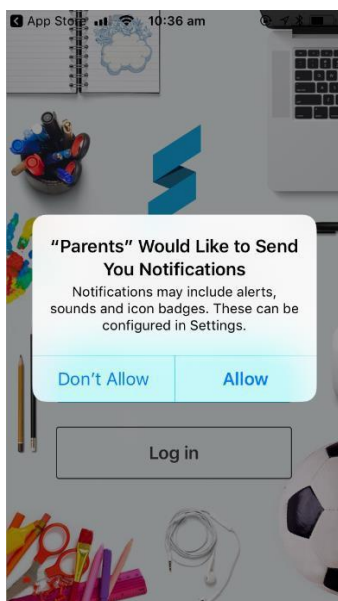 App Store 10:36 am
“Parents” Would Like to Send
You Notifications
Notifications may include alerts,
sounds and icon badges. These can be
configured in Settings.
Don’t Allow Allow
Log in